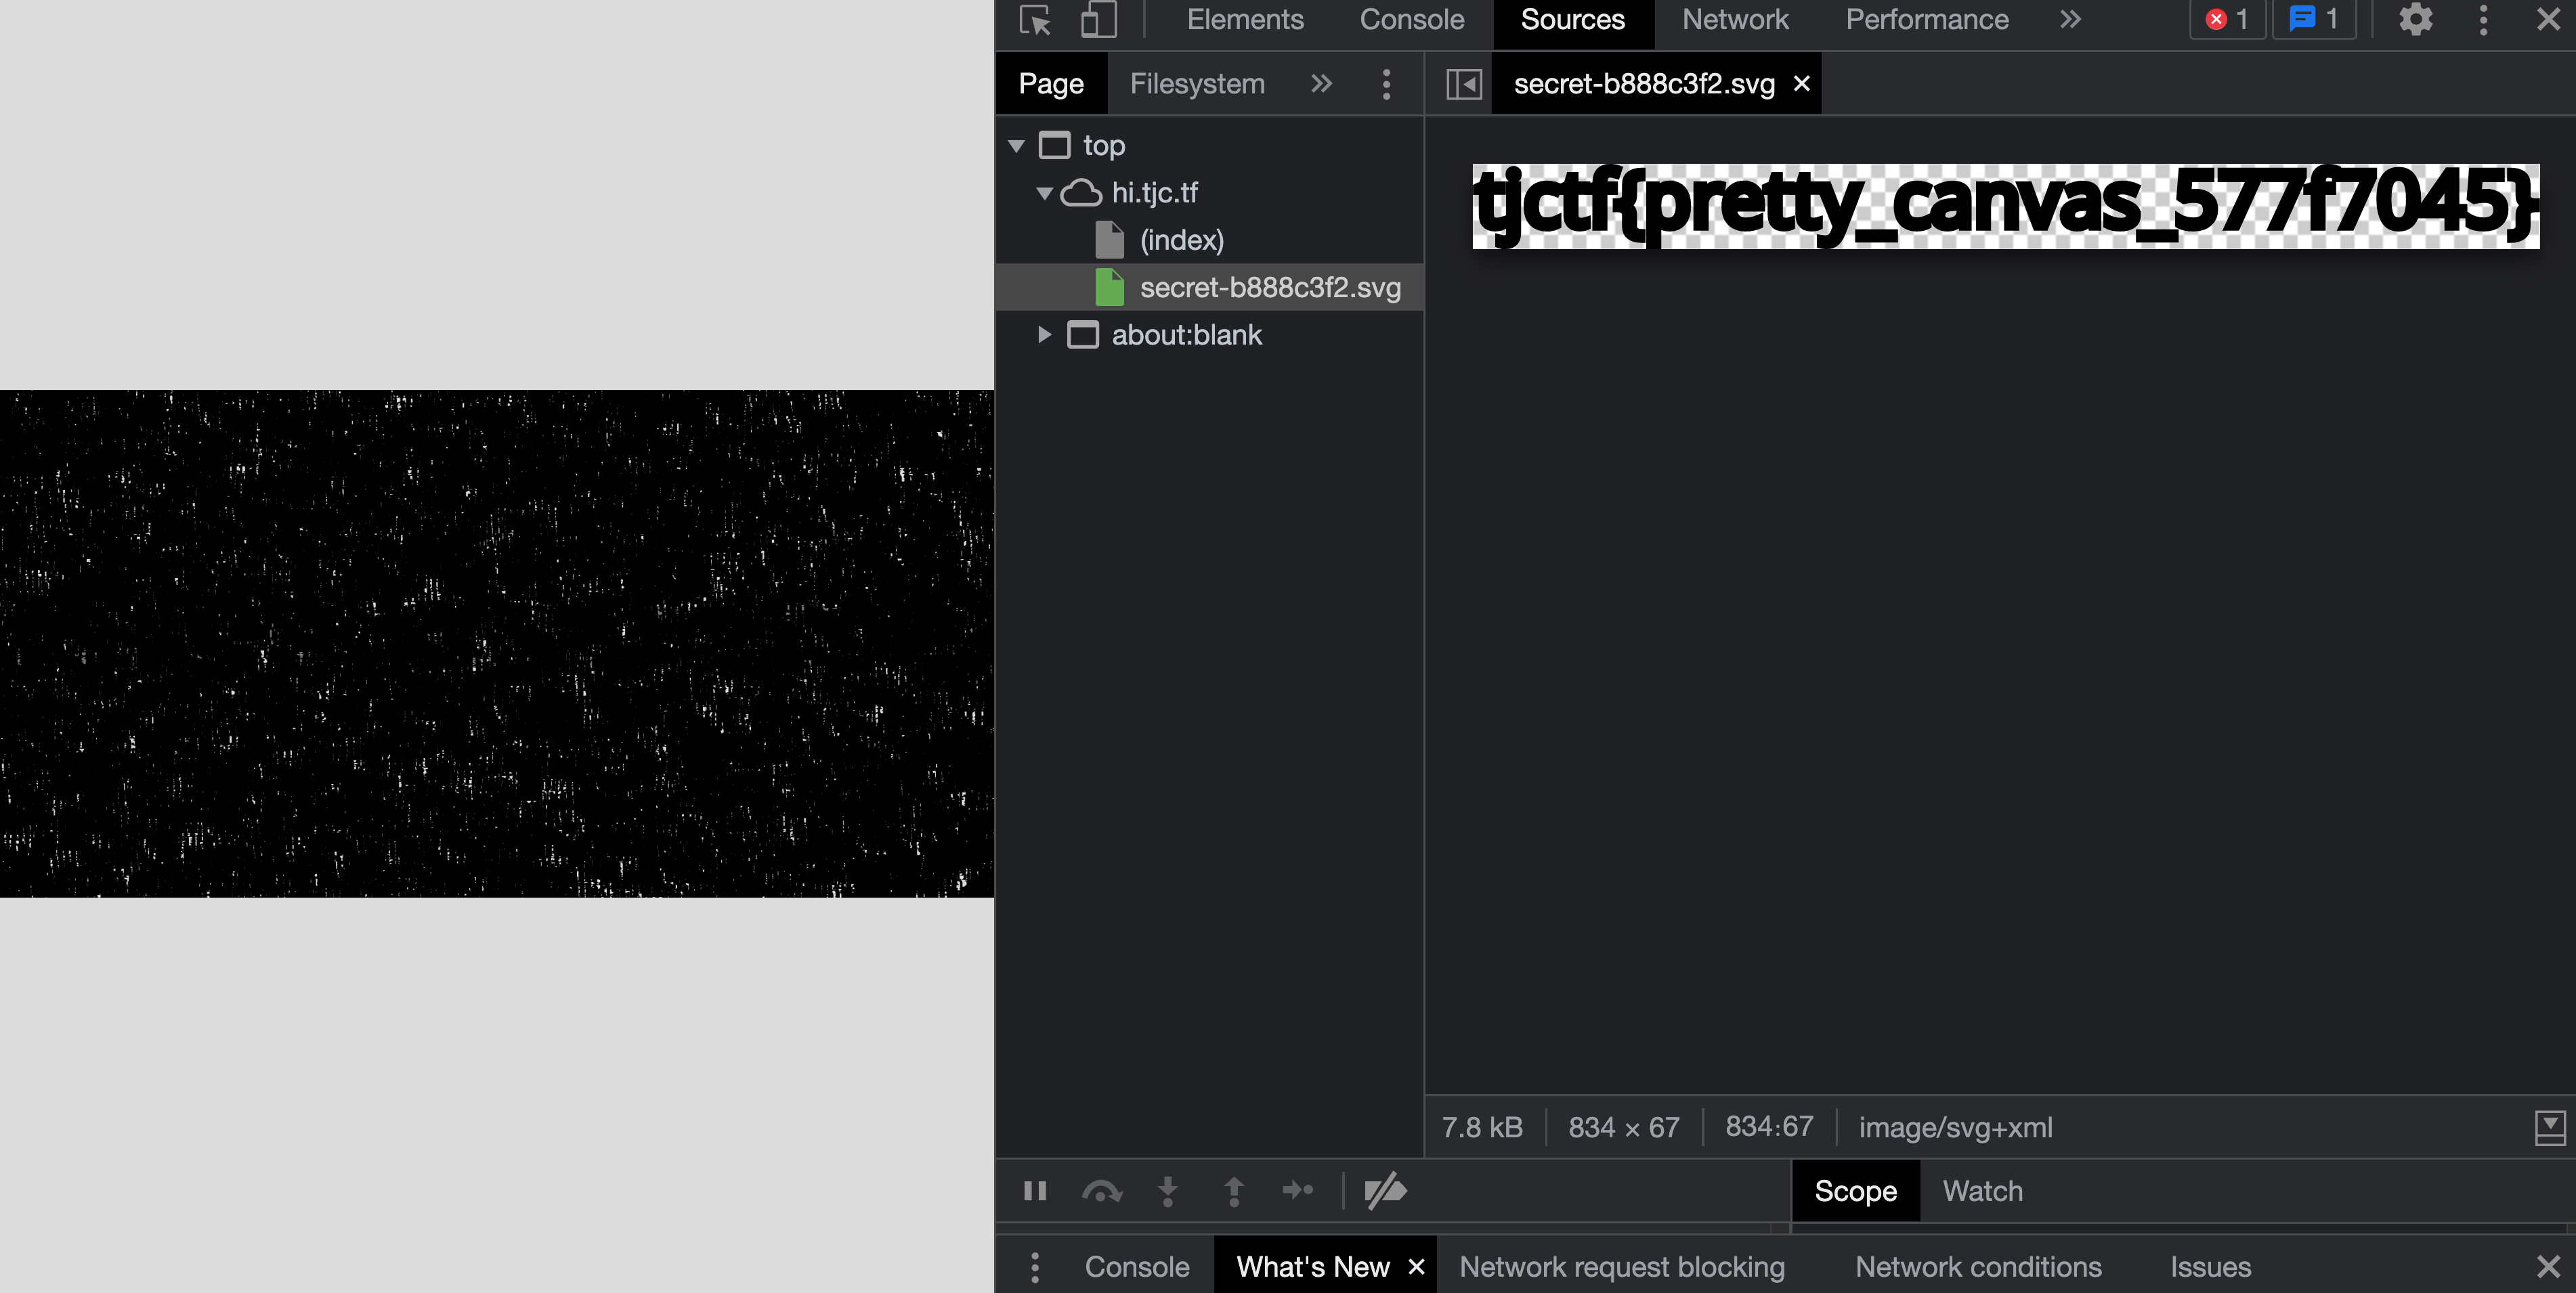 Elements Console Sources Network Performance 1 1
Page Filesystem secret-b888c3f2.svg
top
hi.tjc.tf
(index)
secret-b888c3f2.svg
about:blank
tjctf{pretty_canvas_577f7045}
7.8 kB 834 × 67 834:67 image/svg+xml
Scope Watch
Console What's New Network request blocking Network conditions Issues